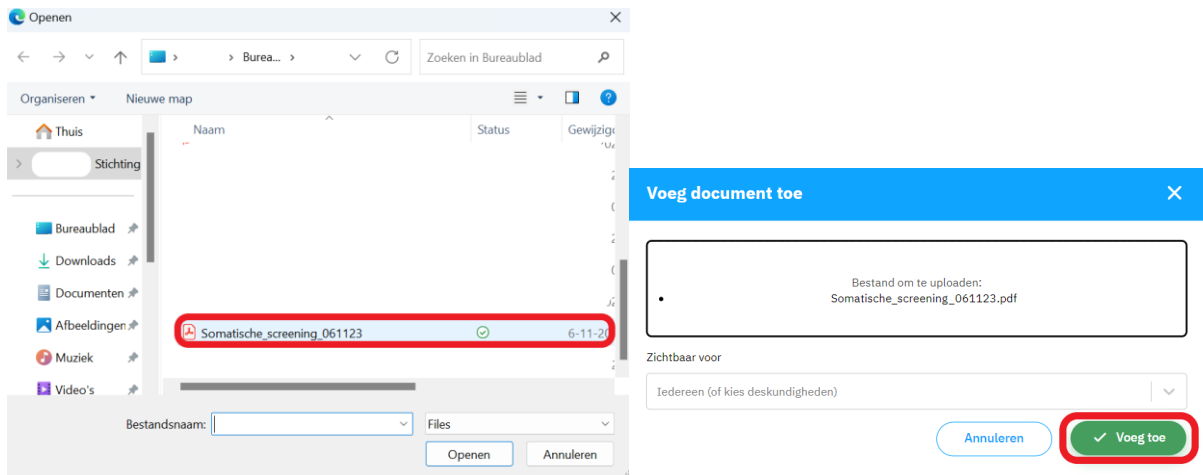 Openen
Burea...
Zoeken in Bureaublad
Organiseren
Nieuwe map
Naam
Status
Thuis
Stichting
Bureaublad
Downloads
Documenten
Afbeeldingen
Muziek
Video's
Somatische_screening_061123
6-11-20
Bestandsnaam:
Files
Openen
Annuleren
Voeg document toe
Bestand om te uploaden:
Somatische_screening_061123.pdf
Zichtbaar voor
Iedereen (of kies deskundigheden)
Annuleren
Voeg toe